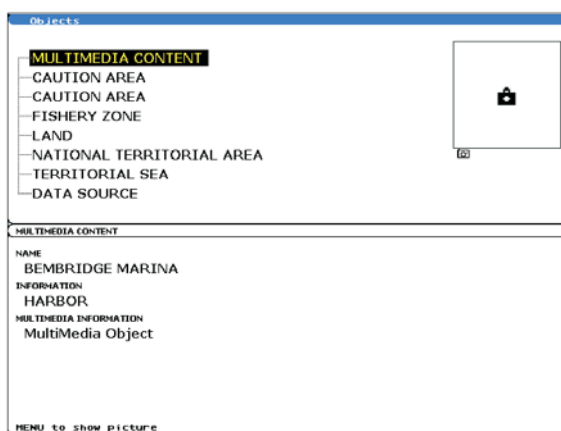 Objects
MULTIMEDIA CONTENT
CAUTION AREA
CAUTION AREA
FISHERY ZONE
LAND
NATIONAL TERRITORIAL AREA
TERRITORIAL SEA
DATA SOURCE
MULTIMEDIA CONTENT
NAME
BEMBRIDGE MARINA
INFORMATION
HARBOR
MULTIMEDIA INFORMATION
MultiMedia Object
MENU to show picture